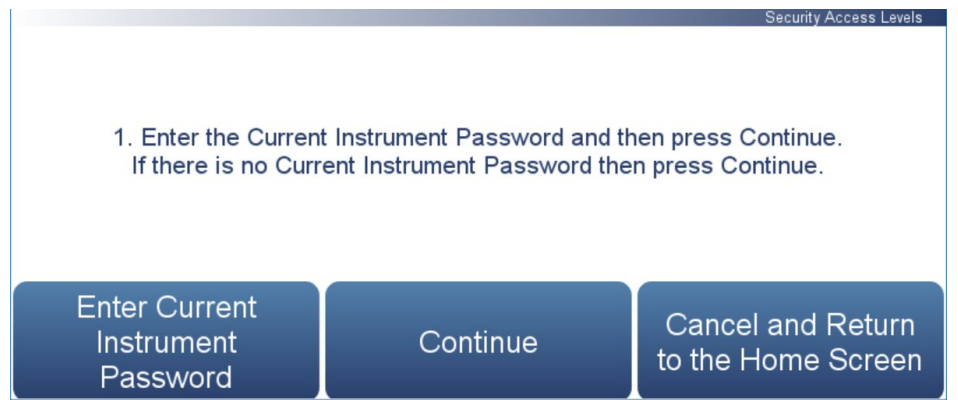 Security Access Levels
1. Enter the Current Instrument Password and then press Continue.
If there is no Current Instrument Password then press Continue.
Enter Current
Instrument
Password
Continue
Cancel and Return
to the Home Screen